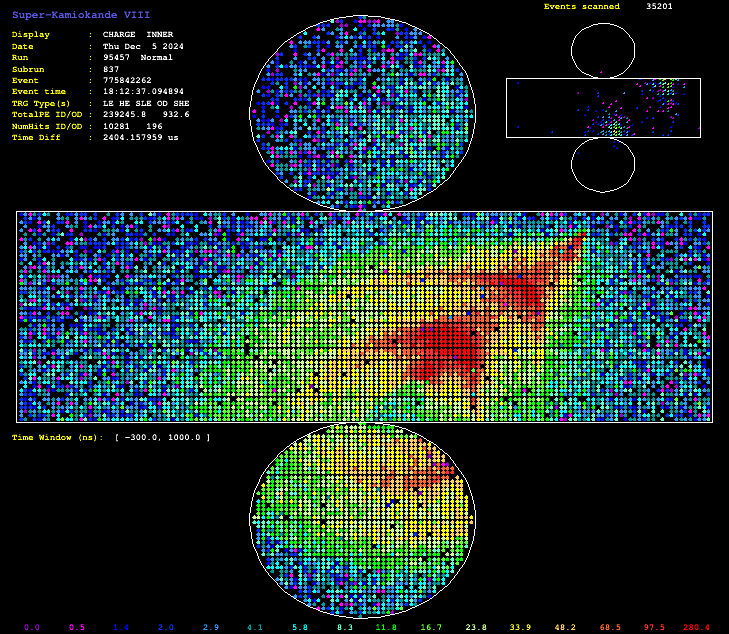 Super-Kamiokande VIII
Events scanned 35201
Display : CHARGE INNER
Date : Thu Dec 5 2024
Run : 95457 Normal
Subrun : 837
Event : 775842262
Event time : 18:12:37.094894
TRG Type(s) : LE HE SLE OD SHE
TotalPE ID/OD : 239245.8 932.6
NumHits ID/OD : 10281 196
Time Diff : 2404.157959 us
Time Window (ns): [ -300.0, 1000.0 ]
0.0 0.5 1.4 2.0 2.9 4.1 5.8 8.3 11.8 16.7 23.8 33.9 48.2 68.5 97.5 280.4